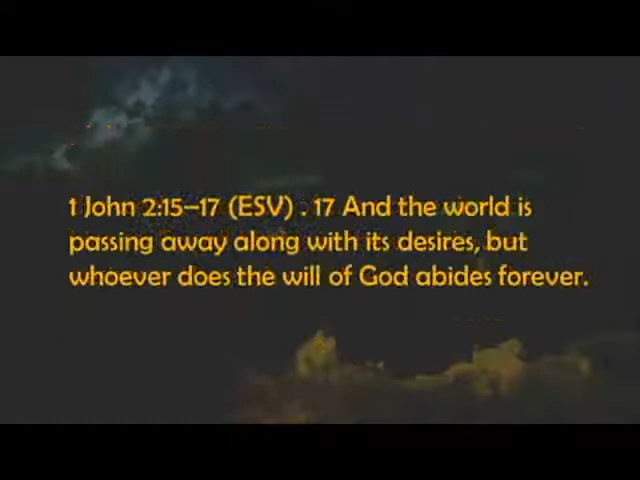 1 John 2:15–17 (ESV) . 17 And the world is
passing away along with its desires, but
whoever does the will of God abides forever.